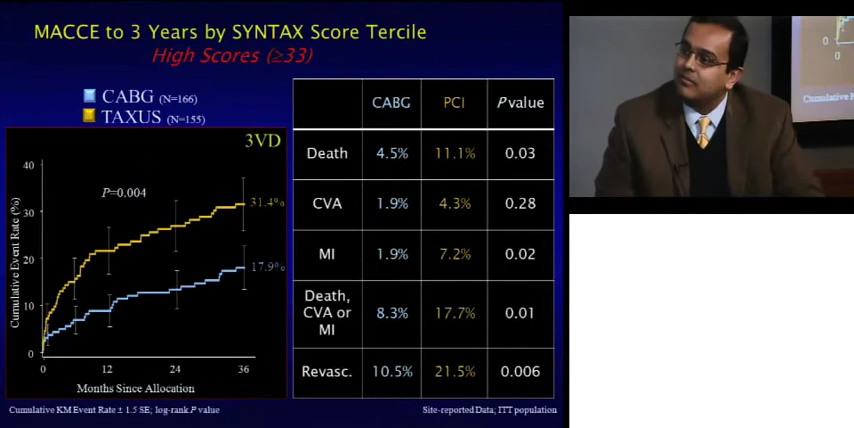 MACCE to 3 Years by SYNTAX Score Tercile
High Scores (≥33)
CABG (N=166)
TAXUS (N=155)
3VD
P=0.004
Cumulative Event Rate (%)
40
30
20
10
0
31.4%
17.9%
0 12 24 36
Months Since Allocation
CABG PCI P value
Death 4.5% 11.1% 0.03
CVA 1.9% 4.3% 0.28
MI 1.9% 7.2% 0.02
Death,
CVA or
MI
8.3% 17.7% 0.01
Revasc. 10.5% 21.5% 0.006
Cumulative KM Event Rate ± 1.5 SE; log-rank P value
Site-reported Data; ITT population
0
0
Cumulative K